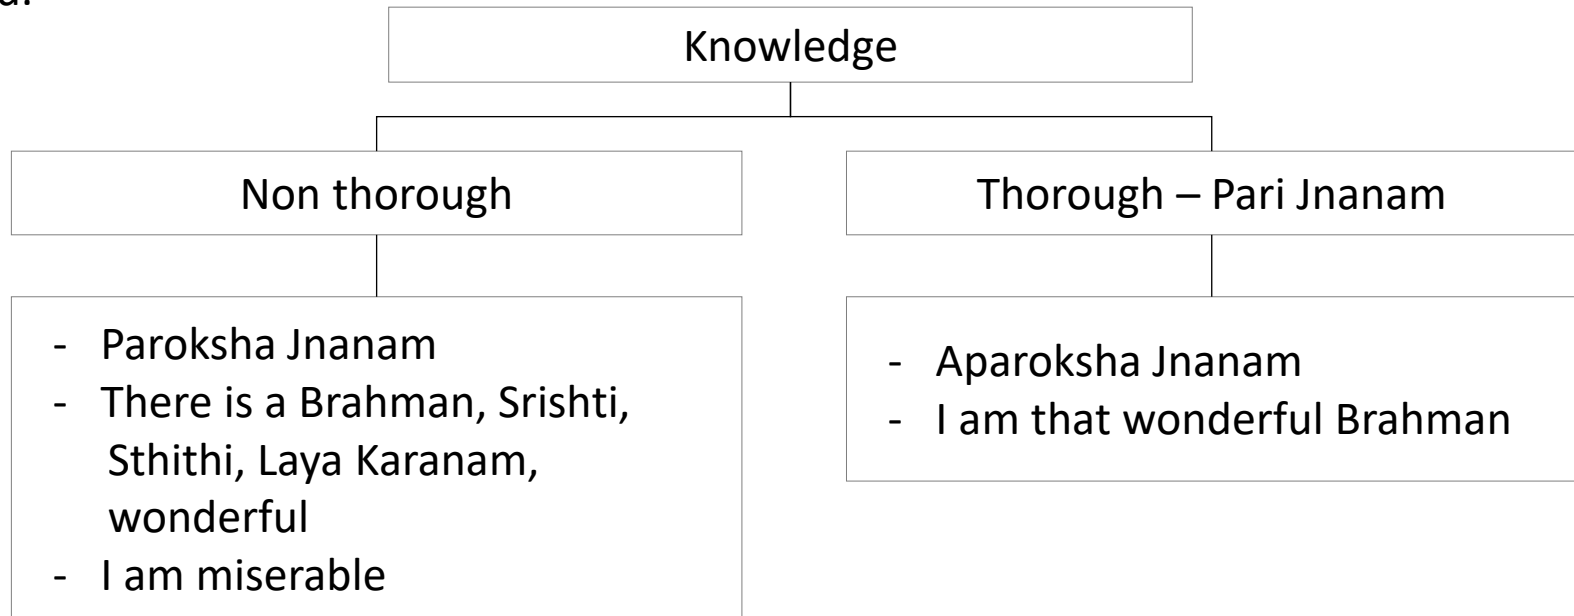 Knowledge
Non thorough
Thorough – Pari Jnanam
- Paroksha Jnanam
- There is a Brahman, Srishti,
Sthithi, Laya Karanam,
wonderful
- I am miserable
- Aparoksha Jnanam
- I am that wonderful Brahman